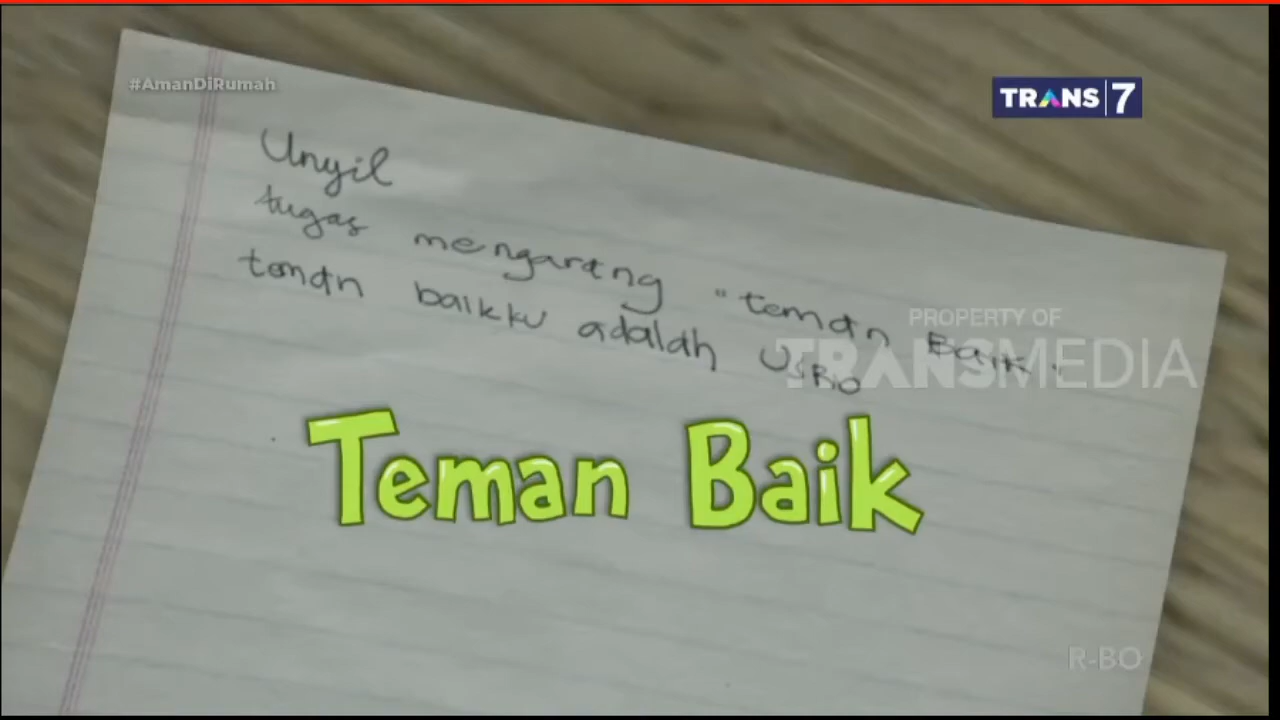 #AmanDiRumah
TRANS|7
Unyil
tugas mengarang "teman Baik"
teman baikku adalah USRO
PROPERTY OF
TRANSMEDIA
Teman Baik
R-BO